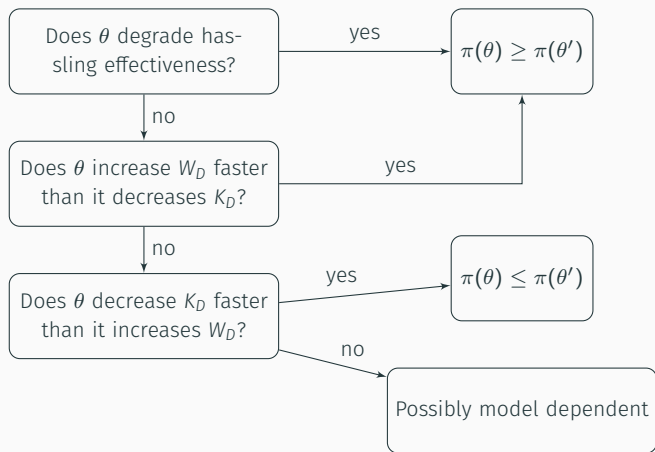 Does θ degrade has-
sling effectiveness?
yes
π(θ) ≥ π(θ′)
no
Does θ increase W_D faster
than it decreases K_D?
yes
no
Does θ decrease K_D faster
than it increases W_D?
yes
π(θ) ≤ π(θ′)
no
Possibly model dependent